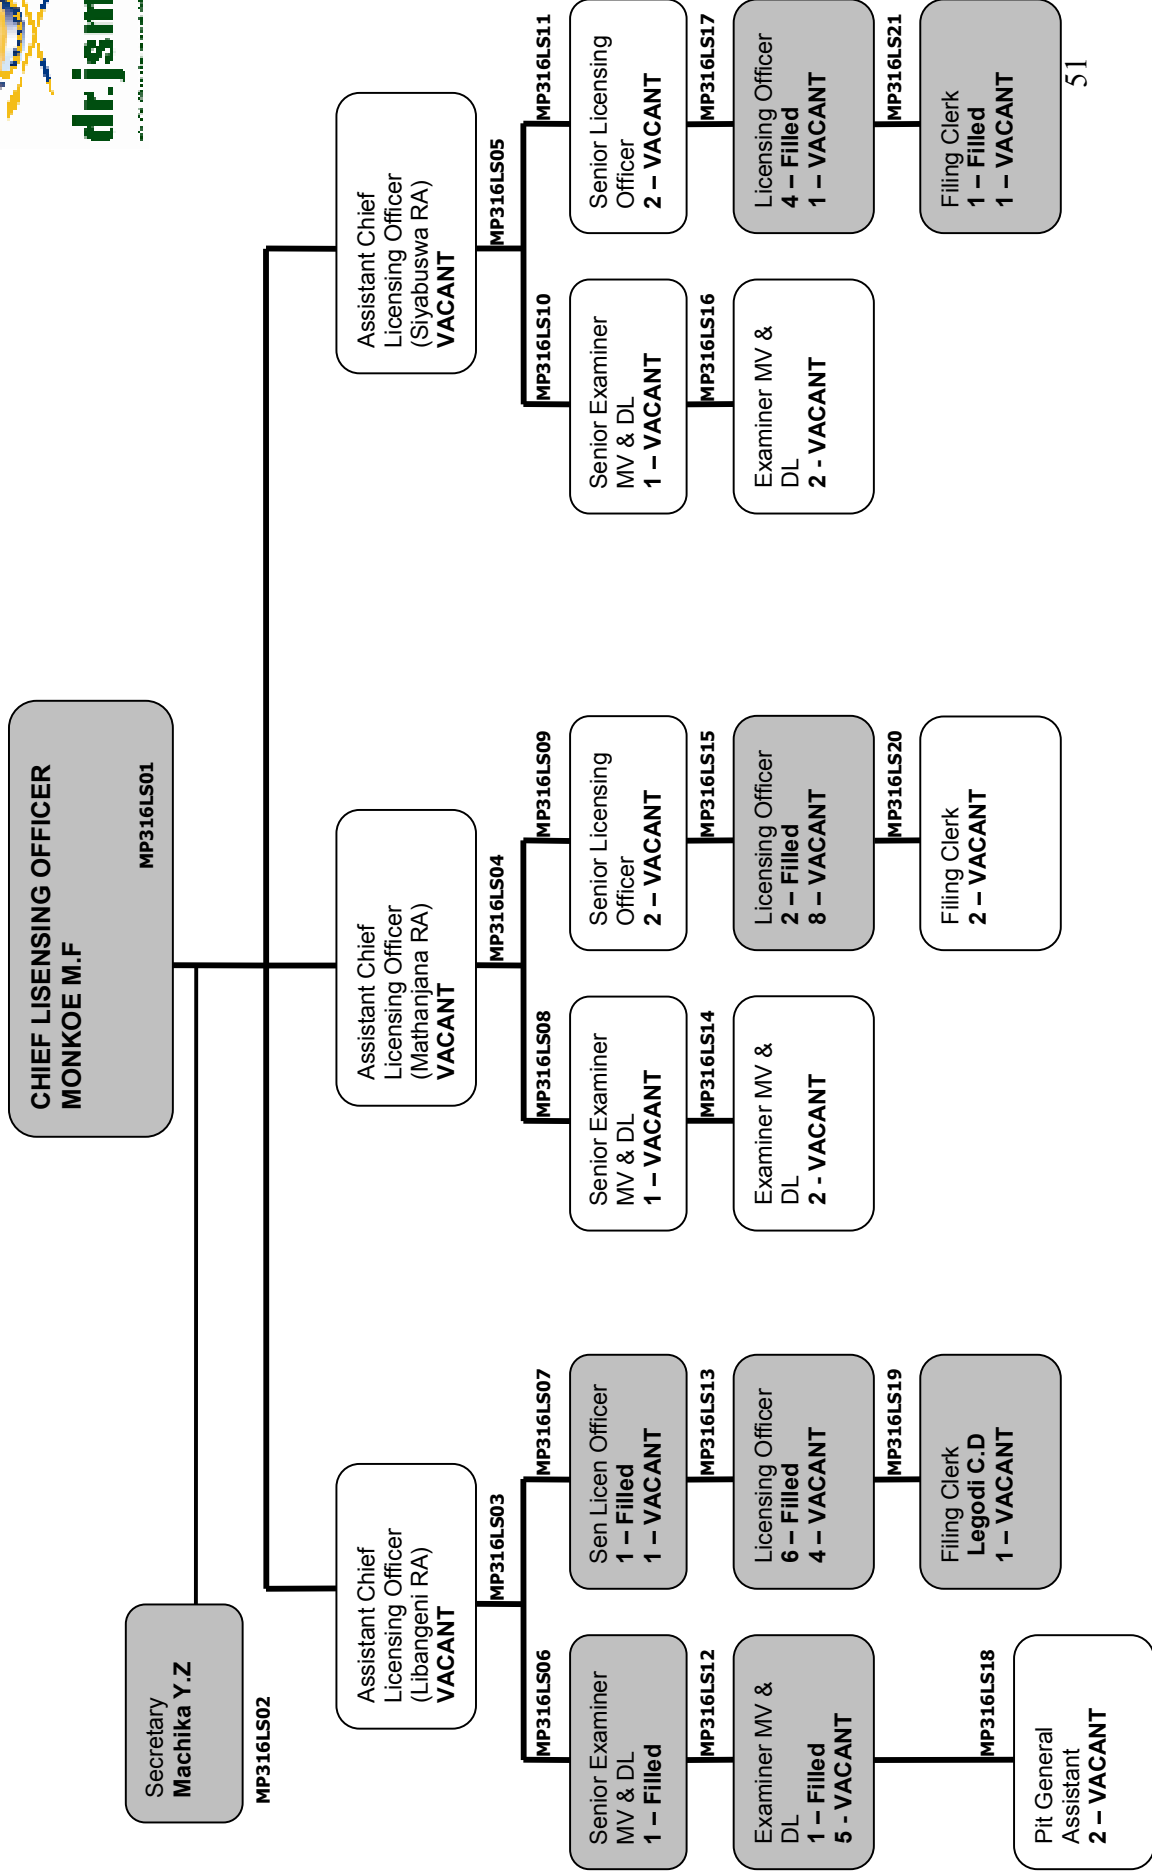 dr.jsm
CHIEF LISENSING OFFICER
MONKOE M.F
MP316LS01
Secretary
Machika Y.Z
MP316LS02
Assistant Chief
Licensing Officer
(Libangeni RA)
VACANT
MP316LS03
Assistant Chief
Licensing Officer
(Mathanjana RA)
VACANT
MP316LS04
Assistant Chief
Licensing Officer
(Siyabuswa RA)
VACANT
MP316LS05
MP316LS06
Senior Examiner
MV & DL
1 – Filled
MP316LS07
Sen Licen Officer
1 – Filled
1 – VACANT
MP316LS08
Senior Examiner
MV & DL
1 – VACANT
MP316LS09
Senior Licensing
Officer
2 – VACANT
MP316LS10
Senior Examiner
MV & DL
1 – VACANT
MP316LS11
Senior Licensing
Officer
2 – VACANT
MP316LS12
Examiner MV &
DL
1 – Filled
5 - VACANT
MP316LS13
Licensing Officer
6 – Filled
4 – VACANT
MP316LS14
Examiner MV &
DL
2 - VACANT
MP316LS15
Licensing Officer
2 – Filled
8 – VACANT
MP316LS16
Examiner MV &
DL
2 - VACANT
MP316LS17
Licensing Officer
4 – Filled
1 – VACANT
MP316LS18
Pit General
Assistant
2 – VACANT
MP316LS19
Filing Clerk
Legodi C.D
1 – VACANT
MP316LS20
Filing Clerk
2 – VACANT
MP316LS21
Filing Clerk
1 – Filled
1 – VACANT
51